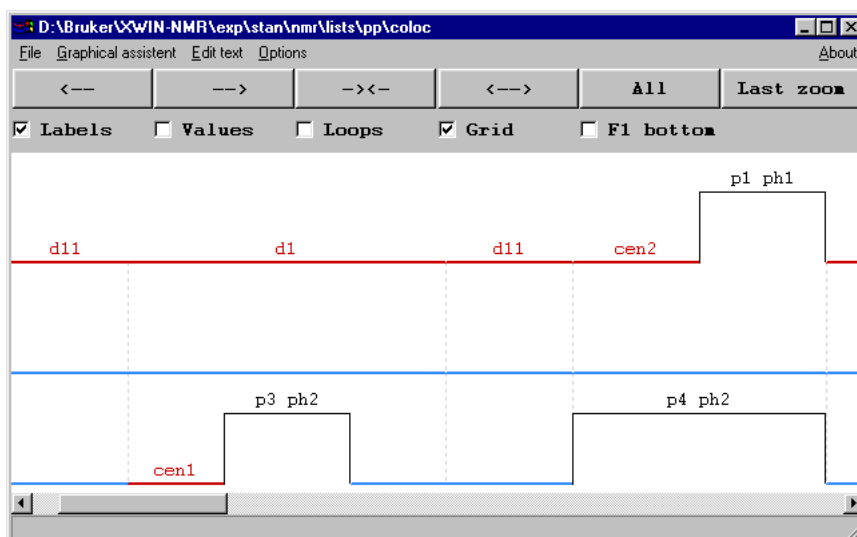 D:\Bruker\XWIN-NMR\exp\stan\nmr\lists\pp\coloc
File Graphical assistent Edit text Options About
<-- --> -><- <--> All Last zoom
Labels Values Loops Grid F1 bottom
p1 ph1
d11 d1 d11 cen2
p3 ph2 p4 ph2
cen1